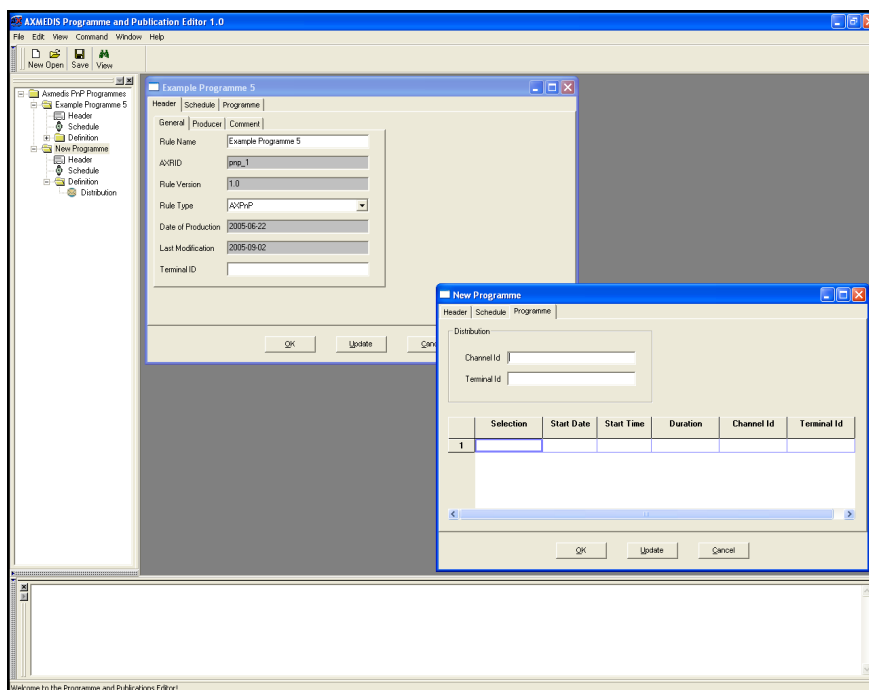 AXMEDIS Programme and Publication Editor 1.0
File Edit View Command Window Help
New Open Save View
Axmedis PnP Programmes
Example Programme 5
Header
Schedule
Definition
New Programme
Header
Schedule
Definition
Distribution
Example Programme 5
Header Schedule Programme
General Producer Comment
Rule Name Example Programme 5
AXRID pnp_1
Rule Version 1.0
Rule Type AXPnP
Date of Production 2005-06-22
Last Modification 2005-09-02
Terminal ID
OK Update Canc
New Programme
Header Schedule Programme
Distribution
Channel Id
Terminal Id
Selection Start Date Start Time Duration Channel Id Terminal Id
1
OK Update Cancel
Welcome to the Programme and Publications Editor!